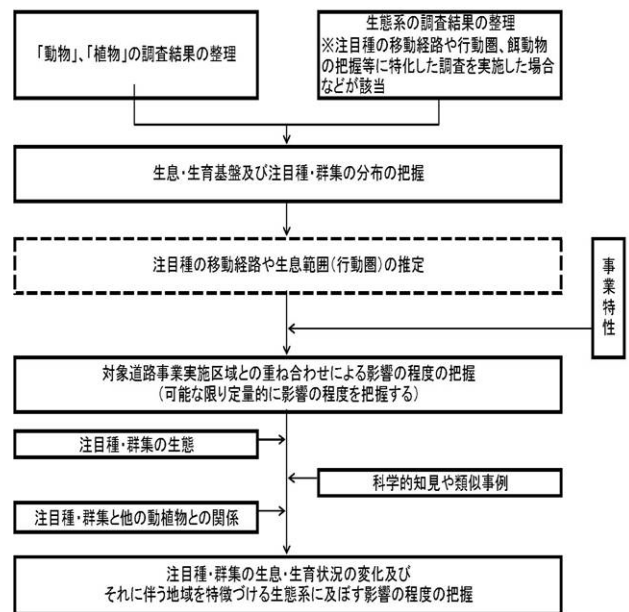 「動物」、「植物」の調査結果の整理
生態系の調査結果の整理
※注目種の移動経路や行動圏、餌動物
の把握等に特化した調査を実施した場合
などが該当
生息・生育基盤及び注目種・群集の分布の把握
注目種の移動経路や生息範囲(行動圏)の推定
事業特性
対象道路事業実施区域との重ね合わせによる影響の程度の把握
(可能な限り定量的に影響の程度を把握する)
注目種・群集の生態
科学的知見や類似事例
注目種・群集と他の動植物との関係
注目種・群集の生息・生育状況の変化及び
それに伴う地域を特徴づける生態系に及ぼす影響の程度の把握